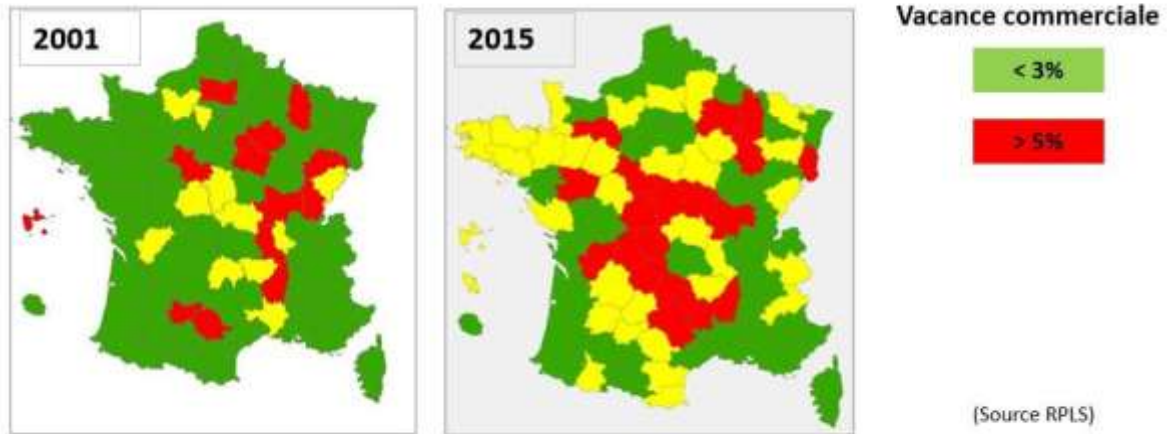 2001
2015
Vacance commerciale
< 3%
> 5%
(Source RPLS)